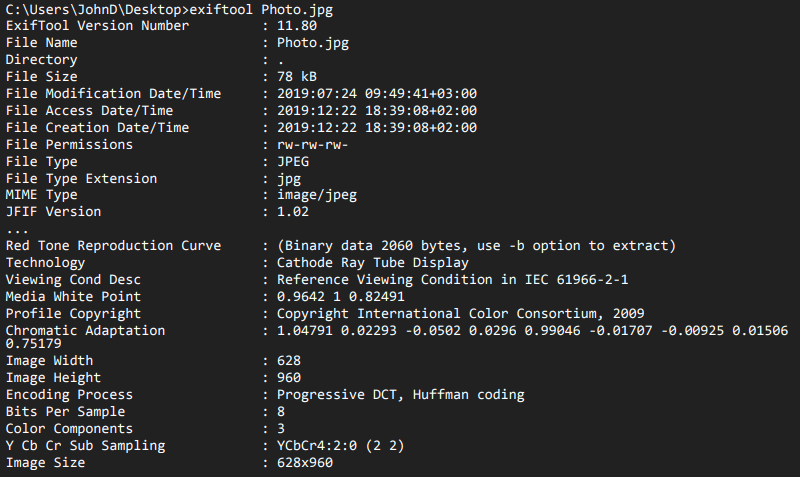 C:\Users\JohnD\Desktop>exiftool Photo.jpg
ExifTool Version Number         : 11.80
File Name                       : Photo.jpg
Directory                       : .
File Size                       : 78 kB
File Modification Date/Time     : 2019:07:24 09:49:41+03:00
File Access Date/Time           : 2019:12:22 18:39:08+02:00
File Creation Date/Time         : 2019:12:22 18:39:08+02:00
File Permissions                : rw-rw-rw-
File Type                       : JPEG
File Type Extension             : jpg
MIME Type                       : image/jpeg
JFIF Version                    : 1.02
...
Red Tone Reproduction Curve     : (Binary data 2060 bytes, use -b option to extract)
Technology                      : Cathode Ray Tube Display
Viewing Cond Desc               : Reference Viewing Condition in IEC 61966-2-1
Media White Point               : 0.9642 1 0.82491
Profile Copyright               : Copyright International Color Consortium, 2009
Chromatic Adaptation            : 1.04791 0.02293 -0.0502 0.0296 0.99046 -0.01707 -0.00925 0.01506
0.75179
Image Width                     : 628
Image Height                    : 960
Encoding Process                : Progressive DCT, Huffman coding
Bits Per Sample                 : 8
Color Components                : 3
Y Cb Cr Sub Sampling            : YCbCr4:2:0 (2 2)
Image Size                      : 628x960